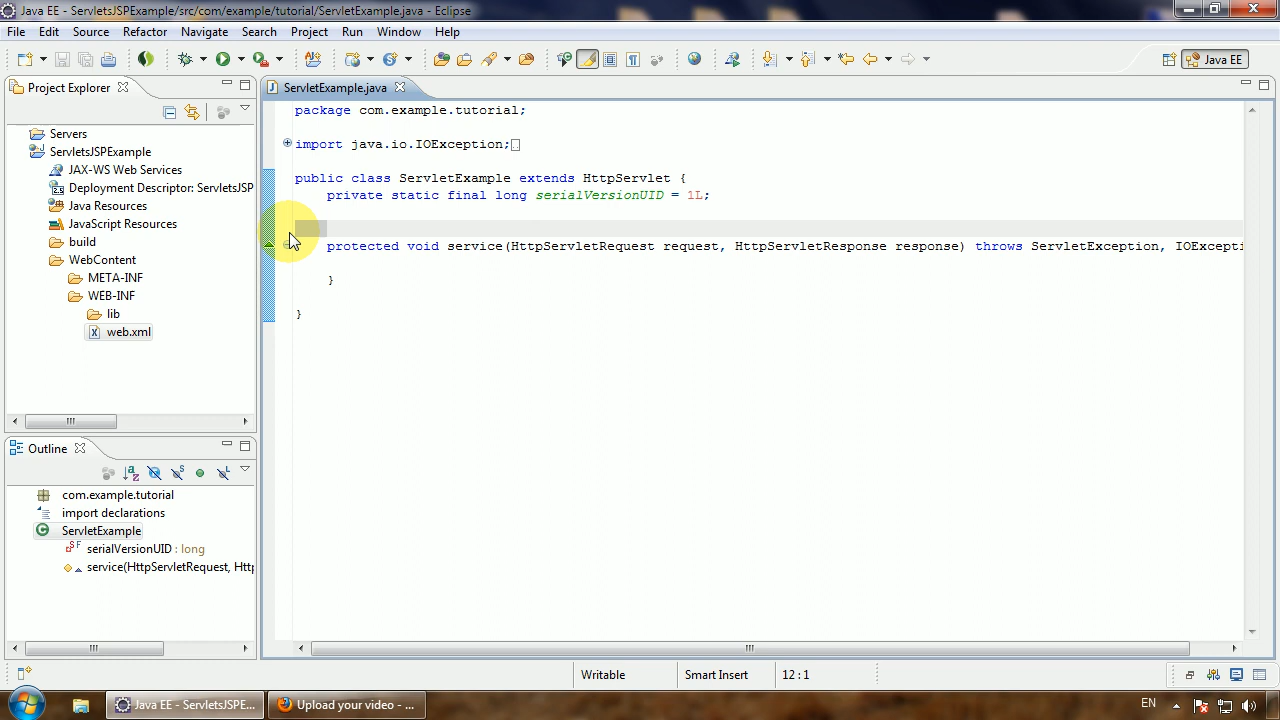 Java EE - ServletsJSPExample/src/com/example/tutorial/ServletExample.java - Eclipse
File Edit Source Refactor Navigate Search Project Run Window Help
Java EE
Project Explorer
Servers
ServletsJSPExample
JAX-WS Web Services
Deployment Descriptor: ServletsJSP
Java Resources
JavaScript Resources
build
WebContent
META-INF
WEB-INF
lib
web.xml
Outline
com.example.tutorial
import declarations
ServletExample
serialVersionUID : long
service(HttpServletRequest, Http
ServletExample.java
package com.example.tutorial;
import java.io.IOException;
public class ServletExample extends HttpServlet {
private static final long serialVersionUID = 1L;
protected void service(HttpServletRequest request, HttpServletResponse response) throws ServletException, IOExcepti
}
}
Writable Smart Insert 12 : 1
Java EE - ServletsJSPE... Upload your video - ... EN